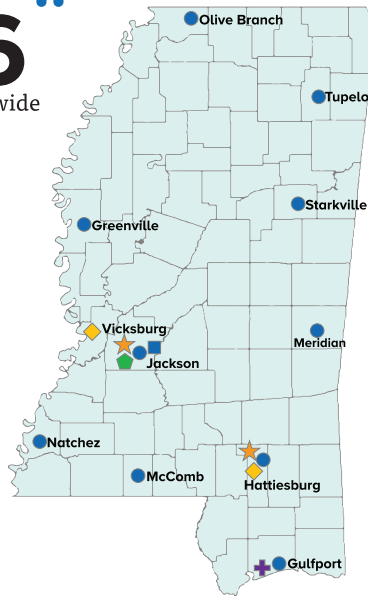 Olive Branch
S
wide
Tupelo
Starkville
Greenville
Vicksburg
Meridian
Jackson
Natchez
McComb
Hattiesburg
Gulfport